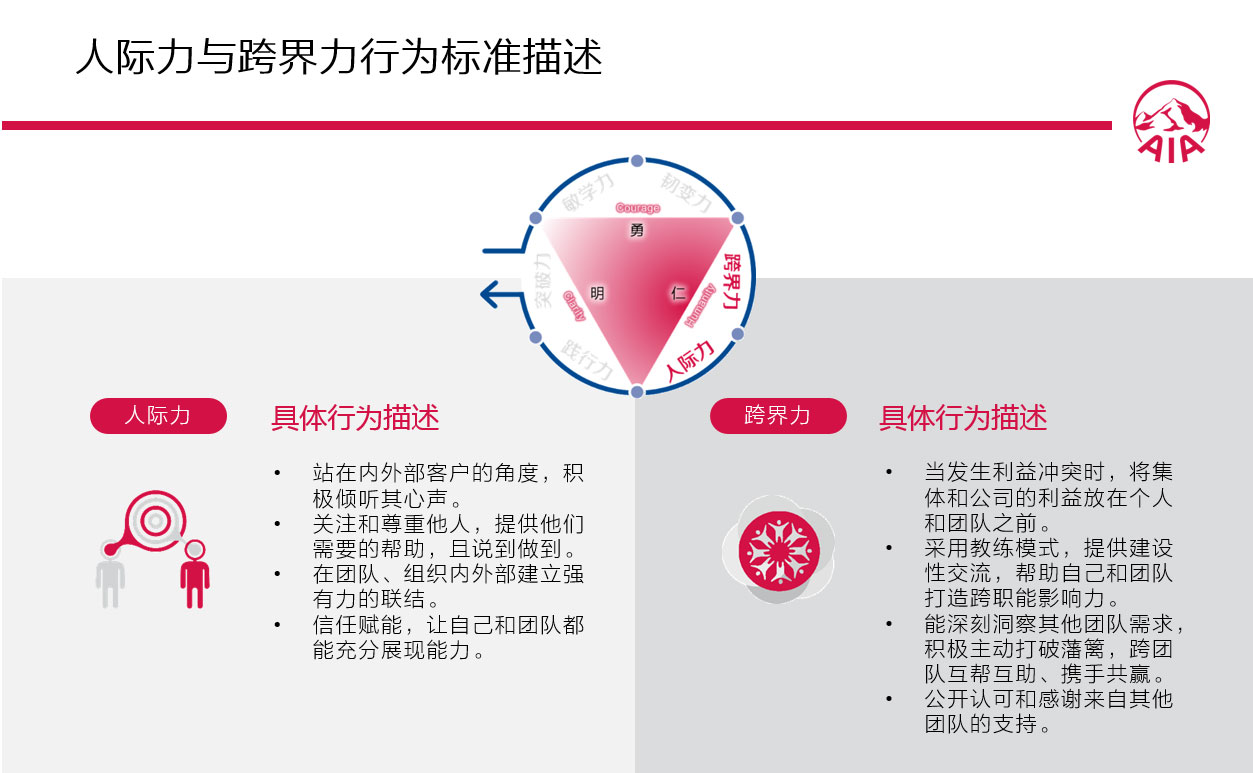 人际力与跨界力行为标准描述
AIA
敏学力
韧变力
Courage
勇
突破力
明
Clarity
仁
Humanity
跨界力
践行力
人际力
人际力
具体行为描述
• 站在内外部客户的角度，积
极倾听其心声。
• 关注和尊重他人，提供他们
需要的帮助，且说到做到。
• 在团队、组织内外部建立强
有力的联结。
• 信任赋能，让自己和团队都
能充分展现能力。
跨界力
具体行为描述
• 当发生利益冲突时，将集
体和公司的利益放在个人
和团队之前。
• 采用教练模式，提供建设
性交流，帮助自己和团队
打造跨职能影响力。
• 能深刻洞察其他团队需求，
积极主动打破藩篱，跨团
队互帮互助、携手共赢。
• 公开认可和感谢来自其他
团队的支持。